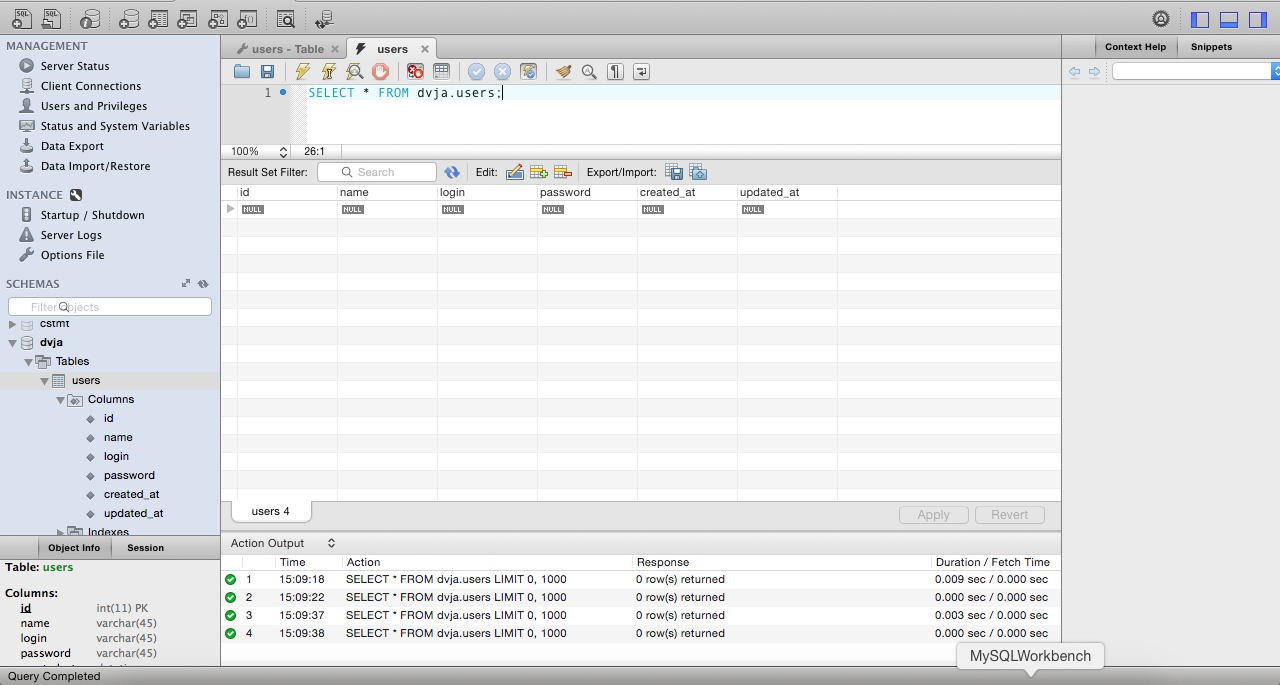 MANAGEMENT
Server Status
Client Connections
Users and Privileges
Status and System Variables
Data Export
Data Import/Restore
INSTANCE
Startup / Shutdown
Server Logs
Options File
SCHEMAS
Filter objects
cstmt
dvja
Tables
users
Columns
id
name
login
password
created_at
updated_at
Indexes
Object Info Session
Table: users
Columns:
id int(11) PK
name varchar(45)
login varchar(45)
password varchar(45)
Query Completed
users - Table users
1 SELECT * FROM dvja.users;
100% 26:1
Result Set Filter: Search Edit: Export/Import:
id name login password created_at updated_at
NULL NULL NULL NULL NULL NULL
users 4
Apply Revert
Action Output
Time Action Response Duration / Fetch Time
1 15:09:18 SELECT * FROM dvja.users LIMIT 0, 1000 0 row(s) returned 0.009 sec / 0.000 sec
2 15:09:22 SELECT * FROM dvja.users LIMIT 0, 1000 0 row(s) returned 0.000 sec / 0.000 sec
3 15:09:37 SELECT * FROM dvja.users LIMIT 0, 1000 0 row(s) returned 0.003 sec / 0.000 sec
4 15:09:38 SELECT * FROM dvja.users LIMIT 0, 1000 0 row(s) returned 0.000 sec / 0.000 sec
MySQLWorkbench
Context Help Snippets